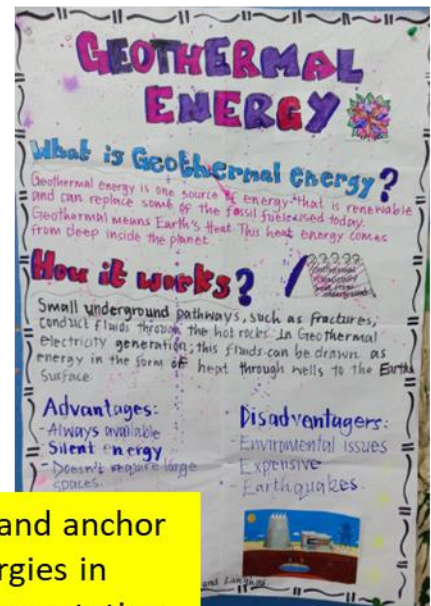 GEOTHERMAL
ENERGY
What is Geothermal Energy?
Geothermal energy is one source of energy that is renewable
and can replace some of the fossil fuels used today.
Geothermal means Earth's Heat. This heat energy comes
from deep inside the planet.
How it works?
Small underground pathways, such as fractures,
conduct fluids through the hot rocks. In Geothermal
electricity generation; this fluids can be drawn as
energy in the form of heat through wells to the Earth
Surface
Advantages:
- Always available
- Silent energy
- Doesn't require large
spaces.
Disadvantagers:
- Envirpmental issues
- Expensive
- Earthquakes.
and anchor
rgies in
and Langliug